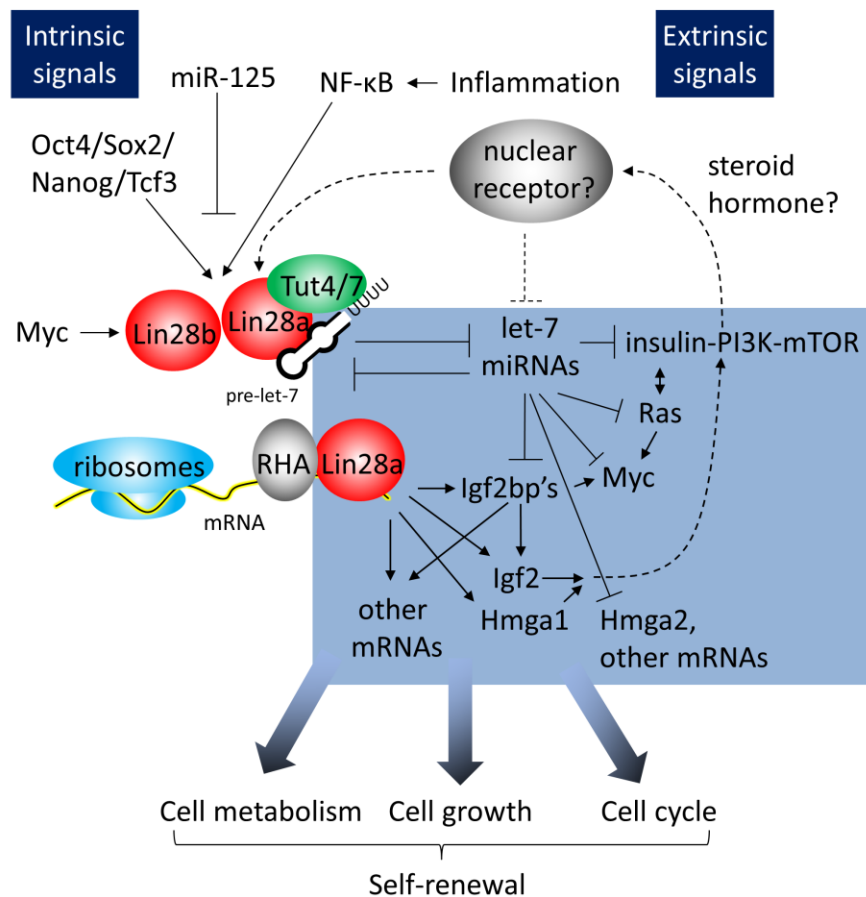 Intrinsic
signals
Extrinsic
signals
miR-125
NF-κB
Inflammation
Oct4/Sox2/
Nanog/Tcf3
nuclear
receptor?
steroid
hormone?
Tut4/7
UUUU
Myc
Lin28b
Lin28a
pre-let-7
let-7
miRNAs
insulin-PI3K-mTOR
Ras
Myc
ribosomes
RHA
Lin28a
mRNA
Igf2bp's
Igf2
Hmga1
other
mRNAs
Hmga2,
other mRNAs
Cell metabolism
Cell growth
Cell cycle
Self-renewal